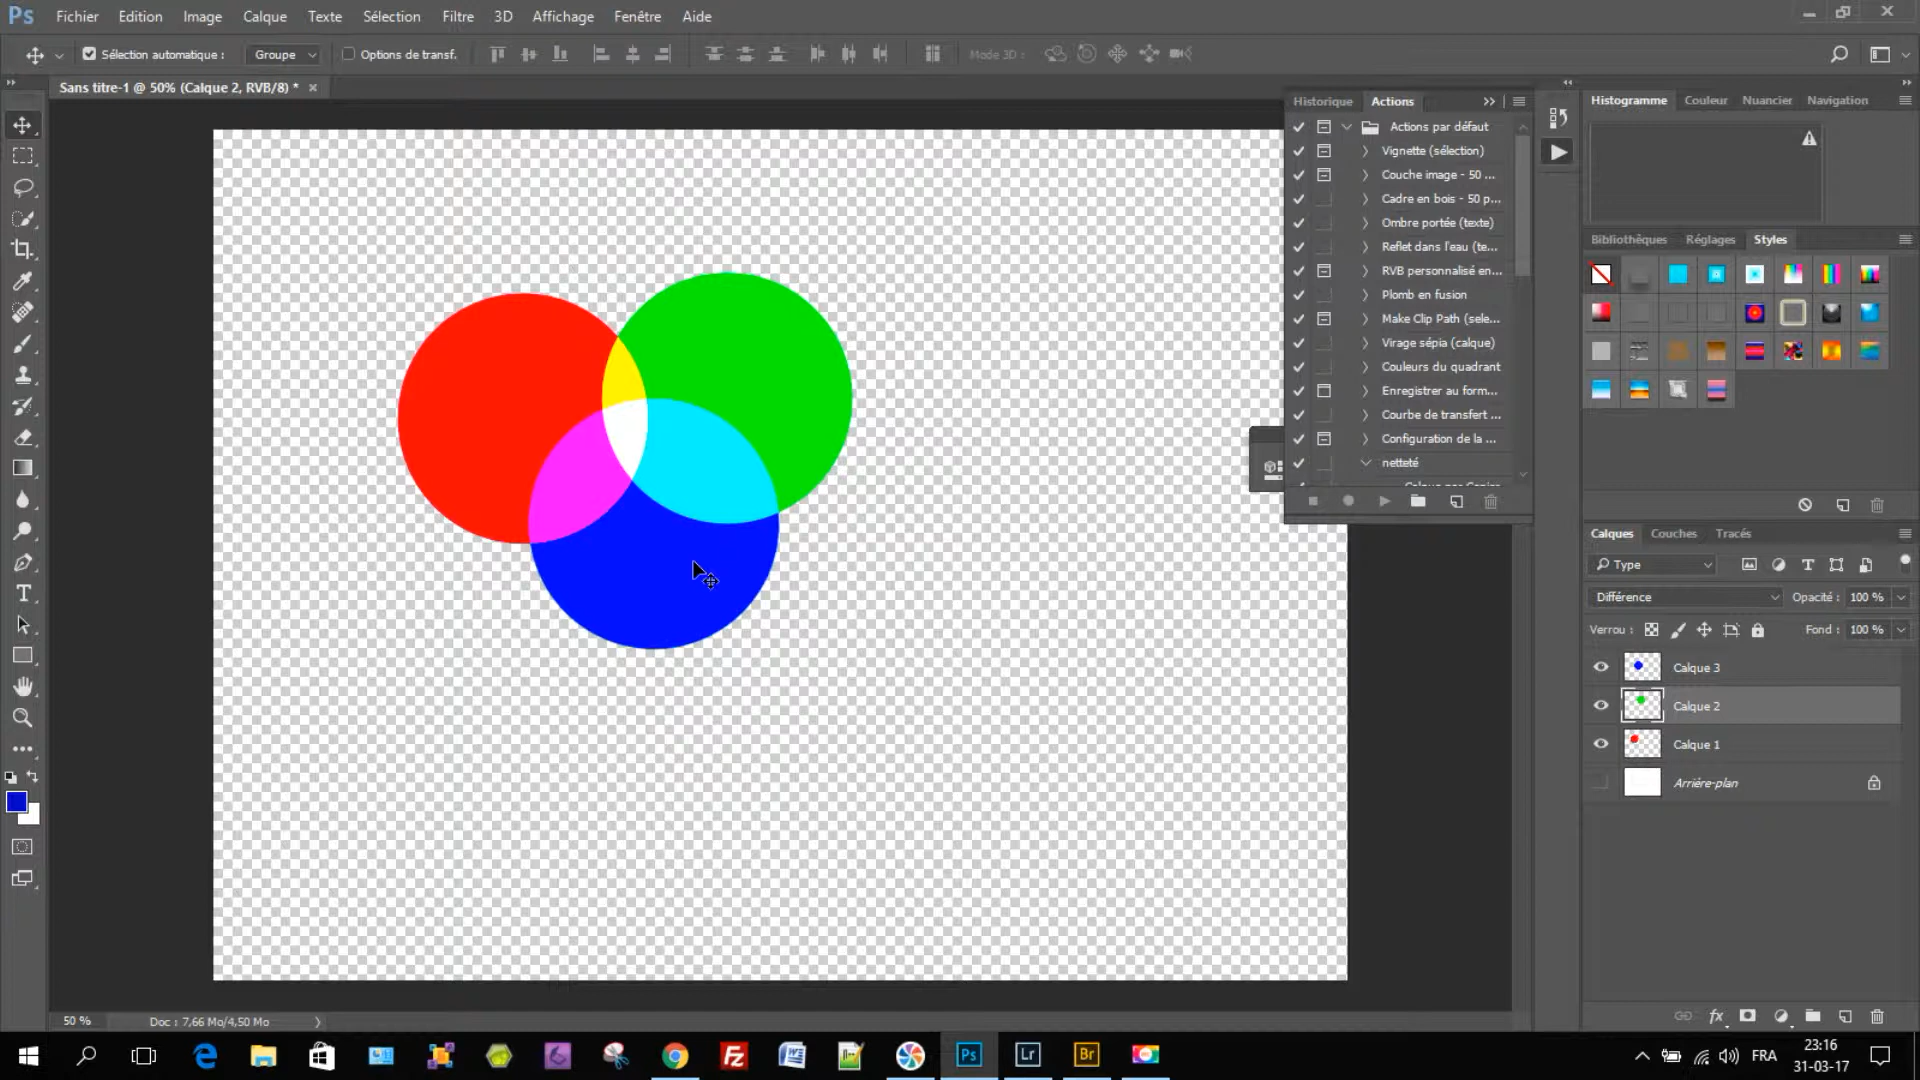 Ps Fichier Edition Image Calque Texte Sélection Filtre 3D Affichage Fenêtre Aide
Sélection automatique : Groupe Options de transf. Mode 3D :
Sans titre-1 @ 50% (Calque 2, RVB/8) *
Historique Actions
Actions par défaut
Vignette (sélection)
Couche image - 50 ...
Cadre en bois - 50 p...
Ombre portée (texte)
Reflet dans l'eau (te...
RVB personnalisé en...
Plomb en fusion
Make Clip Path (sele...
Virage sépia (calque)
Couleurs du quadrant
Enregistrer au form...
Courbe de transfert ...
Configuration de la ...
netteté
Histogramme Couleur Nuancier Navigation
Bibliothèques Réglages Styles
Calques Couches Tracés
Type
Différence Opacité : 100 %
Verrou : Fond : 100 %
Calque 3
Calque 2
Calque 1
Arrière-plan
fx
50 % Doc : 7,66 Mo/4,50 Mo
Fz Ps Lr Br
FRA 23:16
31-03-17